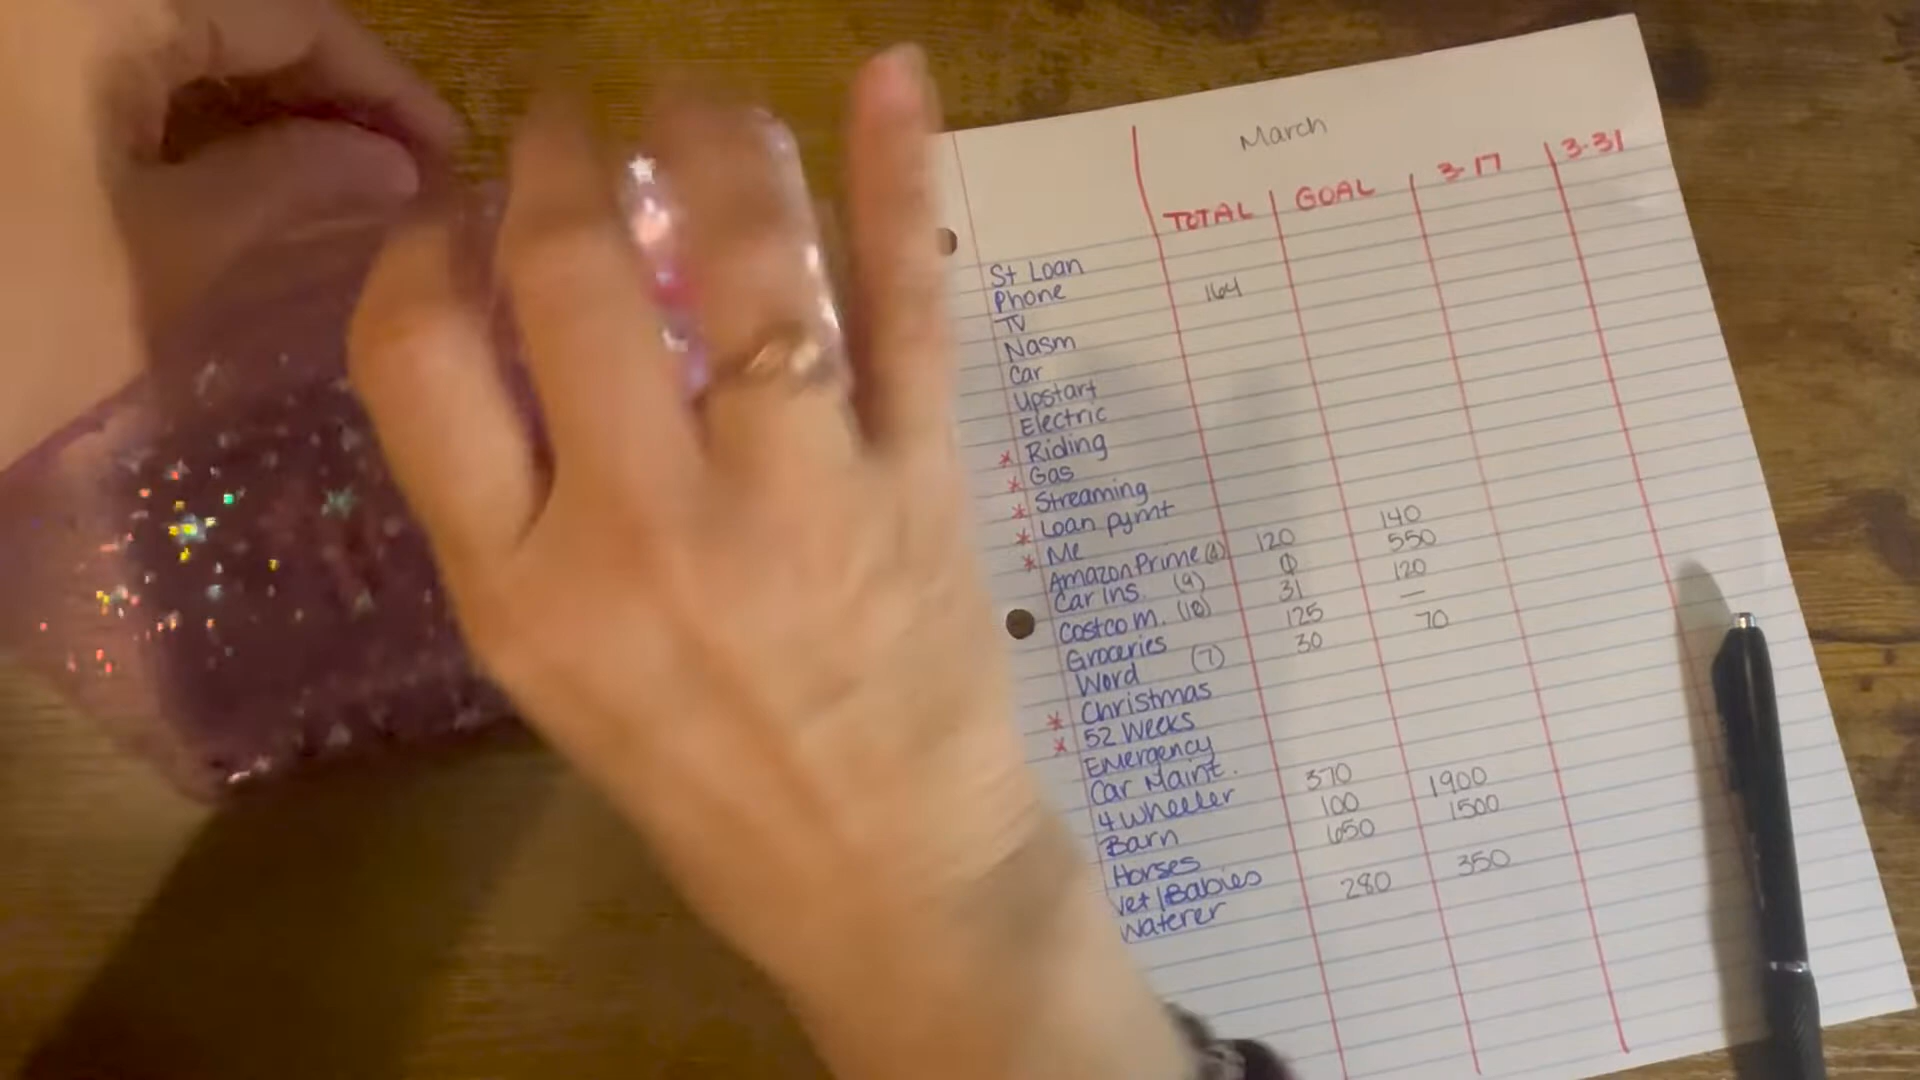 March
TOTAL GOAL 3-17 3-31
St Loan
Phone
TV 164
Nasm
Car
Upstart
Electric
* Riding
* Gas
* Streaming
* Loan pymt
* Me
Amazon Prime (4) 120 140
Car Ins. (9) 0 550
Costco m. (10) 31 120
Groceries 125 —
Word (7) 30 70
* Christmas
* 52 Weeks
Emergency
Car Maint.
4 wheeler 370
Barn 100 1900
Horses 650 1500
Vet/Babies
Waterer 280 350